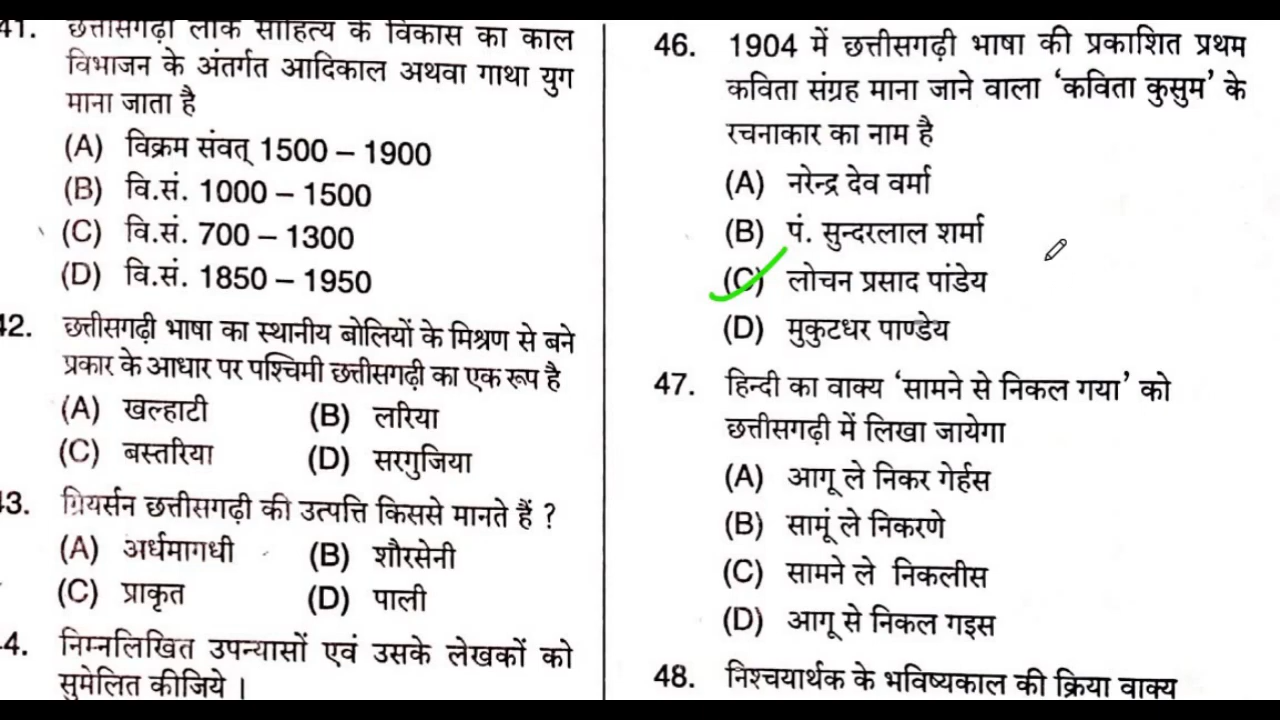 41. छत्तीसगढ़ी लोक साहित्य के विकास का काल
विभाजन के अंतर्गत आदिकाल अथवा गाथा युग
माना जाता है
(A) विक्रम संवत् 1500 – 1900
(B) वि.सं. 1000 – 1500
(C) वि.सं. 700 – 1300
(D) वि.सं. 1850 – 1950
42. छत्तीसगढ़ी भाषा का स्थानीय बोलियों के मिश्रण से बने
प्रकार के आधार पर पश्चिमी छत्तीसगढ़ी का एक रूप है
(A) खल्हाटी (B) लरिया
(C) बस्तरिया (D) सरगुजिया
43. ग्रियर्सन छत्तीसगढ़ी की उत्पत्ति किससे मानते हैं ?
(A) अर्धमागधी (B) शौरसेनी
(C) प्राकृत (D) पाली
4. निम्नलिखित उपन्यासों एवं उसके लेखकों को
सुमेलित कीजिये ।
46. 1904 में छत्तीसगढ़ी भाषा की प्रकाशित प्रथम
कविता संग्रह माना जाने वाला ‘कविता कुसुम’ के
रचनाकार का नाम है
(A) नरेन्द्र देव वर्मा
(B) पं. सुन्दरलाल शर्मा
(C) लोचन प्रसाद पांडेय
(D) मुकुटधर पाण्डेय
47. हिन्दी का वाक्य ‘सामने से निकल गया’ को
छत्तीसगढ़ी में लिखा जायेगा
(A) आगू ले निकर गेर्हस
(B) सामूं ले निकरणे
(C) सामने ले निकलीस
(D) आगू से निकल गइस
48. निश्चयार्थक के भविष्यकाल की क्रिया वाक्य